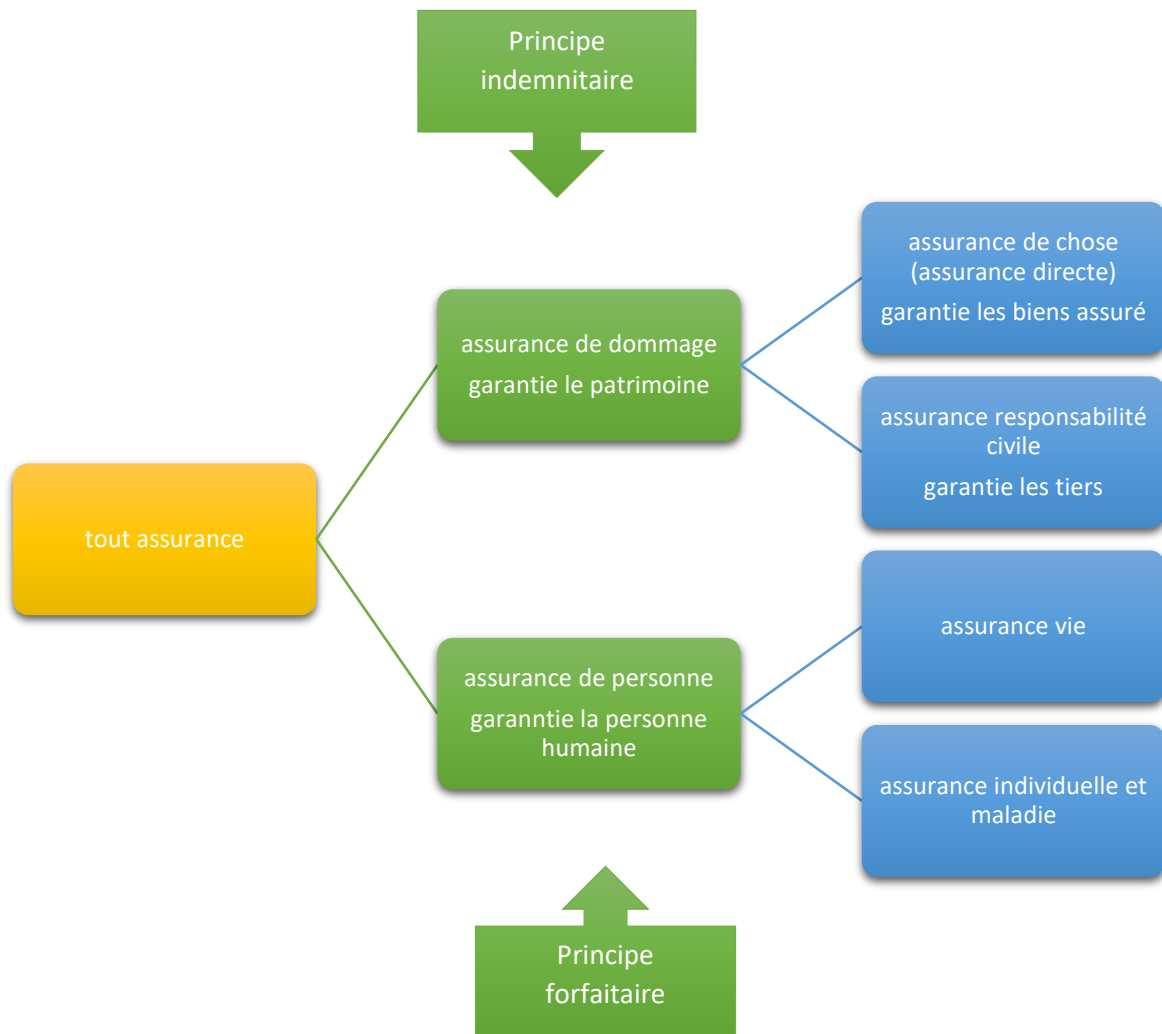 Principe
indemnitaire
assurance de chose
(assurance directe)
garantie les biens assuré
assurance de dommage
garantie le patrimoine
assurance responsabilité
civile
garantie les tiers
tout assurance
assurance vie
assurance de personne
garanntie la personne
humaine
assurance individuelle et
maladie
Principe
forfaitaire